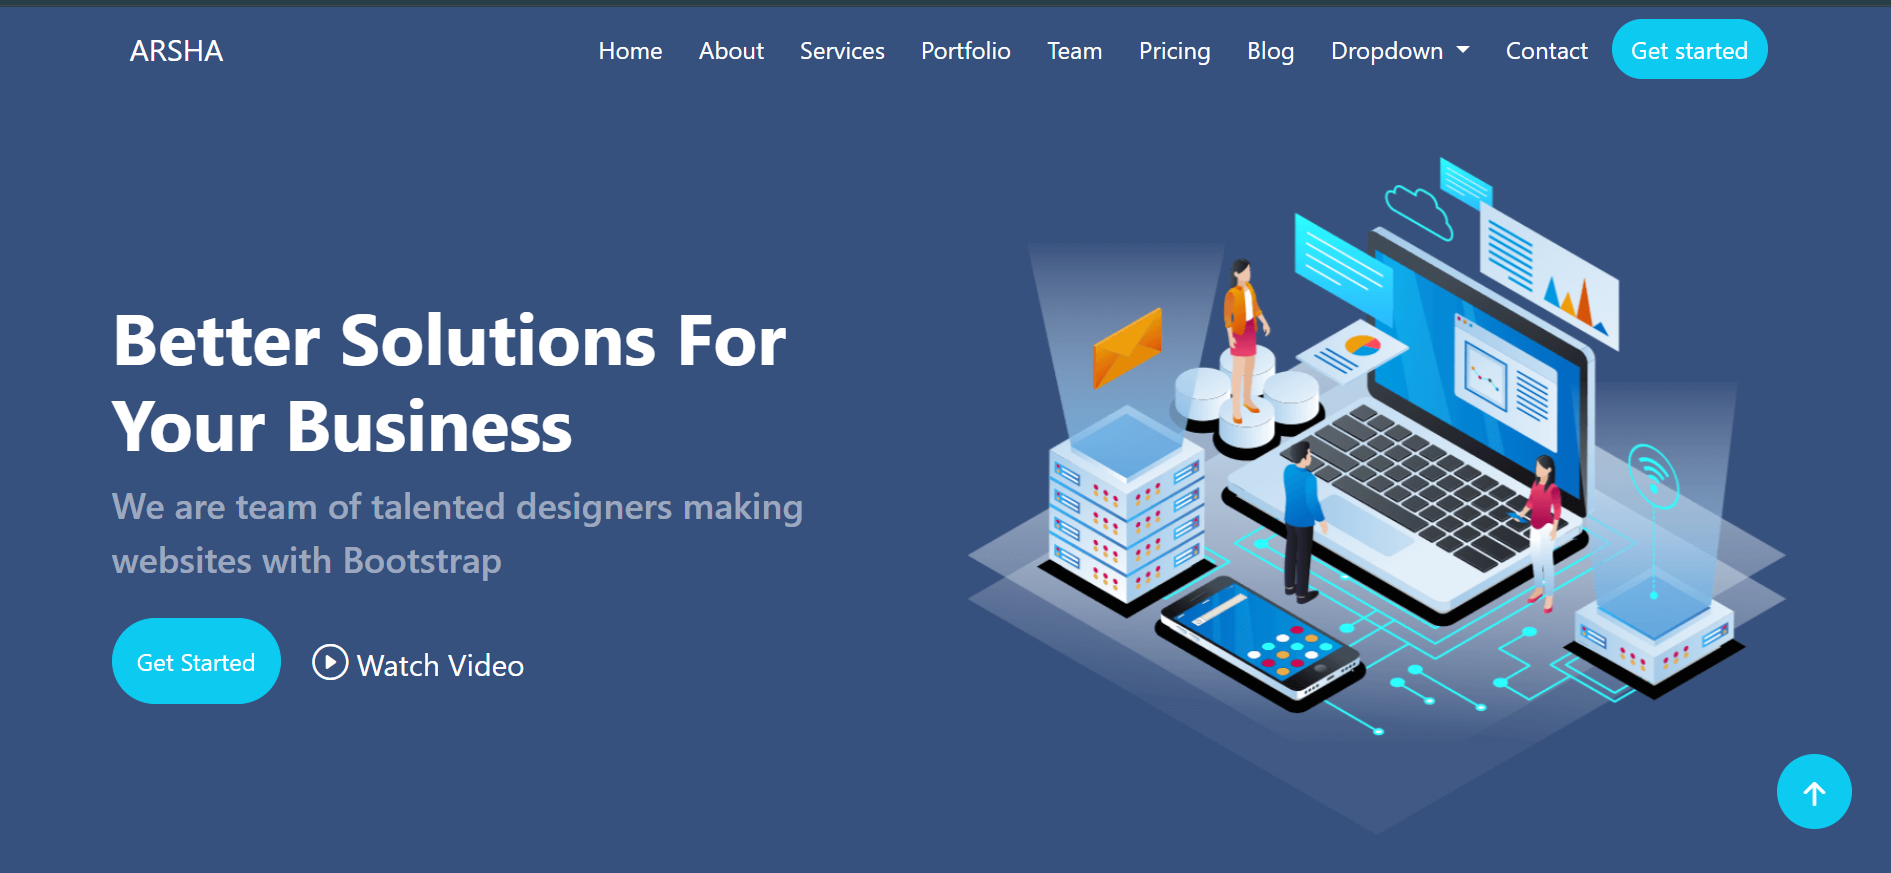 ARSHA
Home About Services Portfolio Team Pricing Blog Dropdown Contact Get started
Better Solutions For
Your Business
We are team of talented designers making
websites with Bootstrap
Get Started
Watch Video